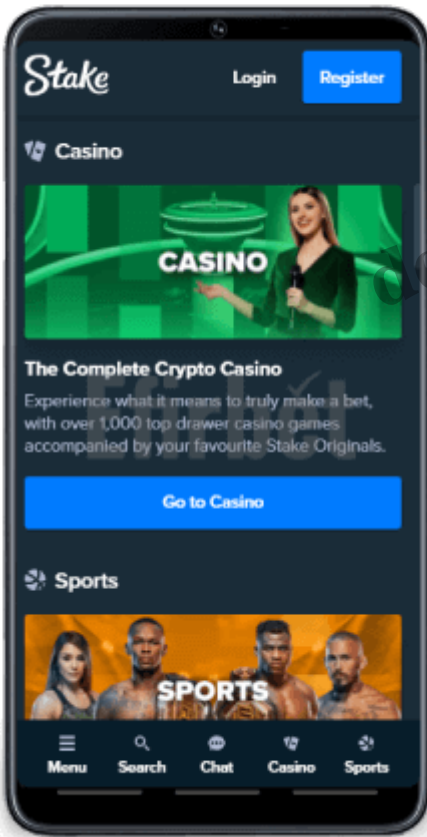 Stake
Login
Register
Casino
CASINO
The Complete Crypto Casino
Experience what it means to truly make a bet,
with over 1,000 top drawer casino games
accompanied by your favourite Stake Originals.
Efirbet
Go to Casino
Sports
SPORTS
Menu Search Chat Casino Sports